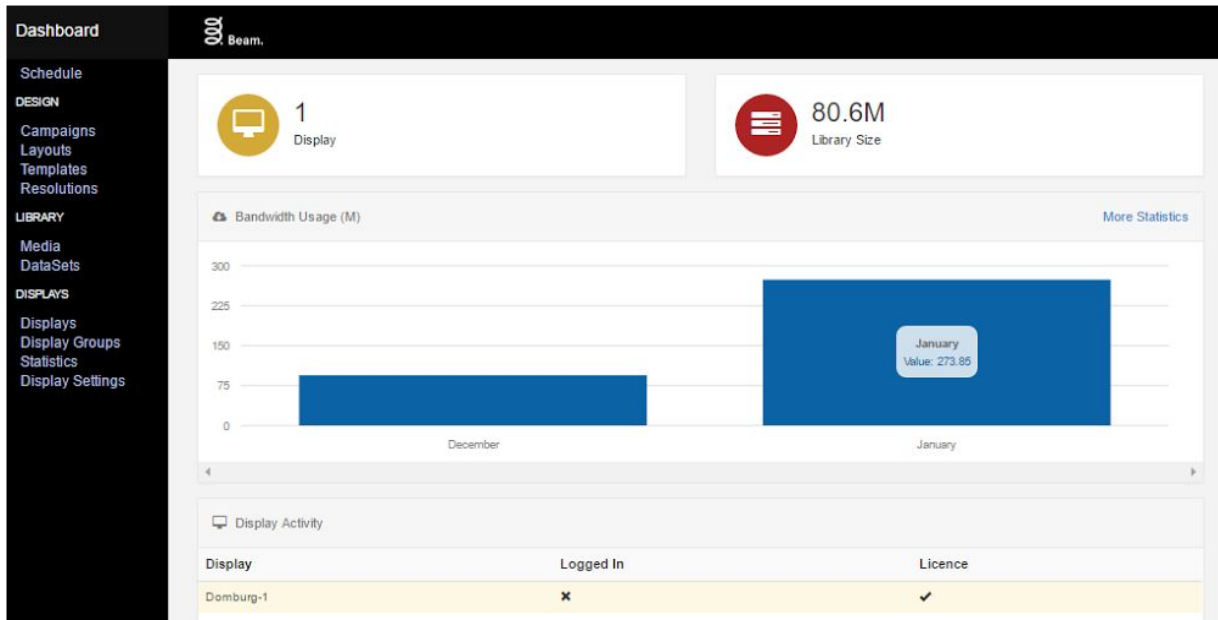 Dashboard
Beam.
Schedule
DESIGN
Campaigns
Layouts
Templates
Resolutions
LIBRARY
Media
DataSets
DISPLAYS
Displays
Display Groups
Statistics
Display Settings
1
Display
80.6M
Library Size
Bandwidth Usage (M)
More Statistics
300
225
150
75
0
January
Value: 273.85
December
January
Display Activity
Display Logged In Licence
Domburg-1